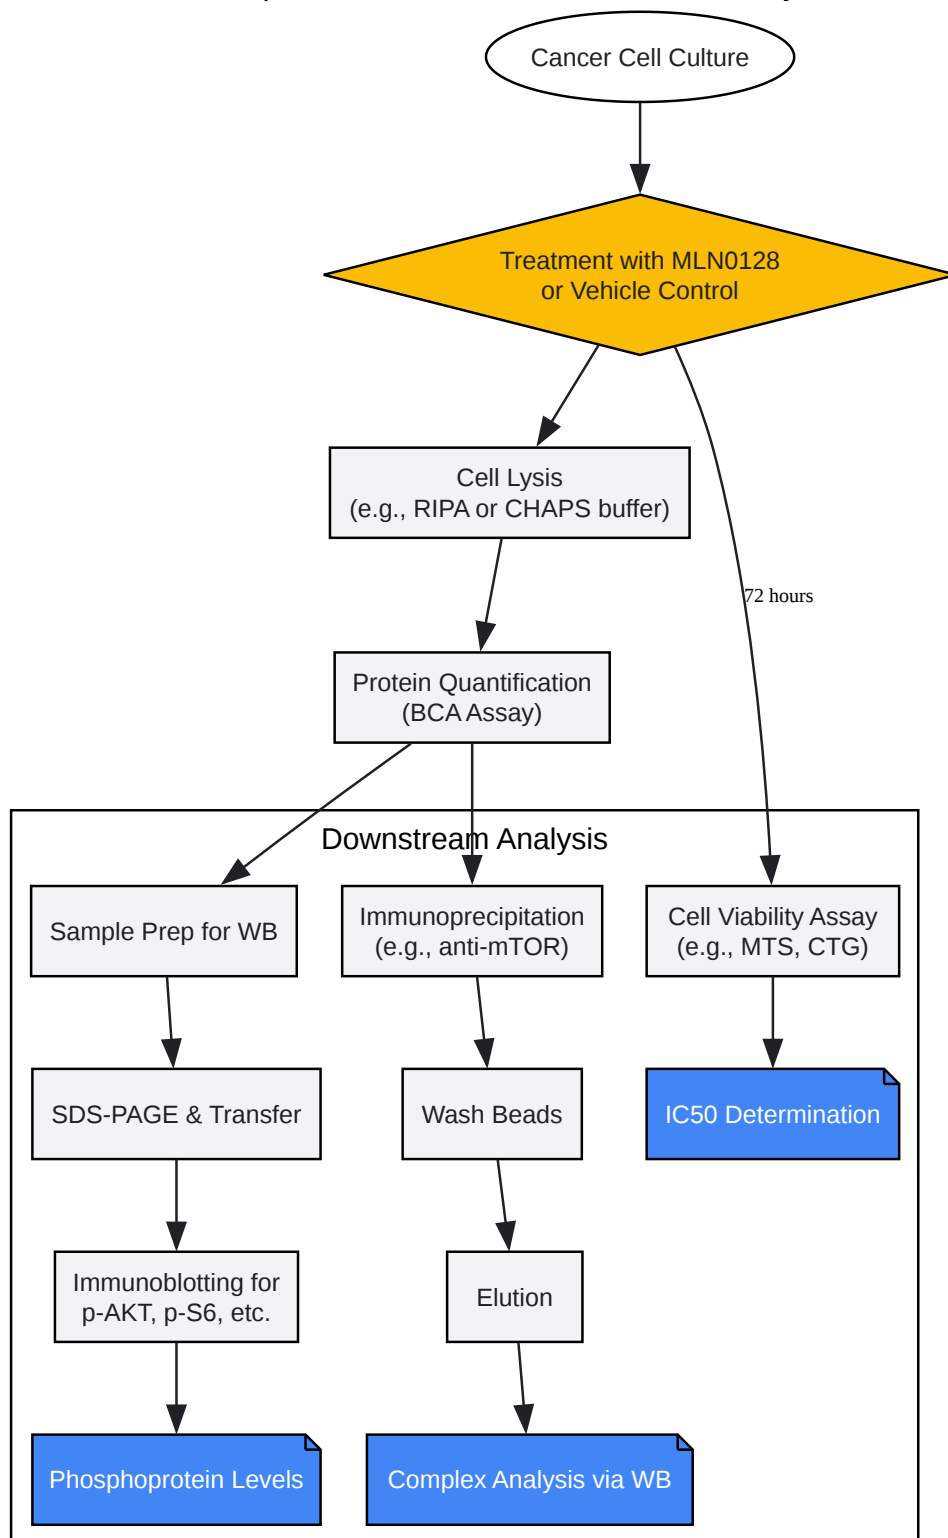 Cancer Cell Culture
Treatment with MLN0128
or Vehicle Control
Cell Lysis
(e.g., RIPA or CHAPS buffer)
72 hours
Protein Quantification
(BCA Assay)
Downstream Analysis
Sample Prep for WB
Immunoprecipitation
(e.g., anti-mTOR)
Cell Viability Assay
(e.g., MTS, CTG)
SDS-PAGE & Transfer
Wash Beads
IC50 Determination
Immunoblotting for
p-AKT, p-S6, etc.
Elution
Phosphoprotein Levels
Complex Analysis via WB